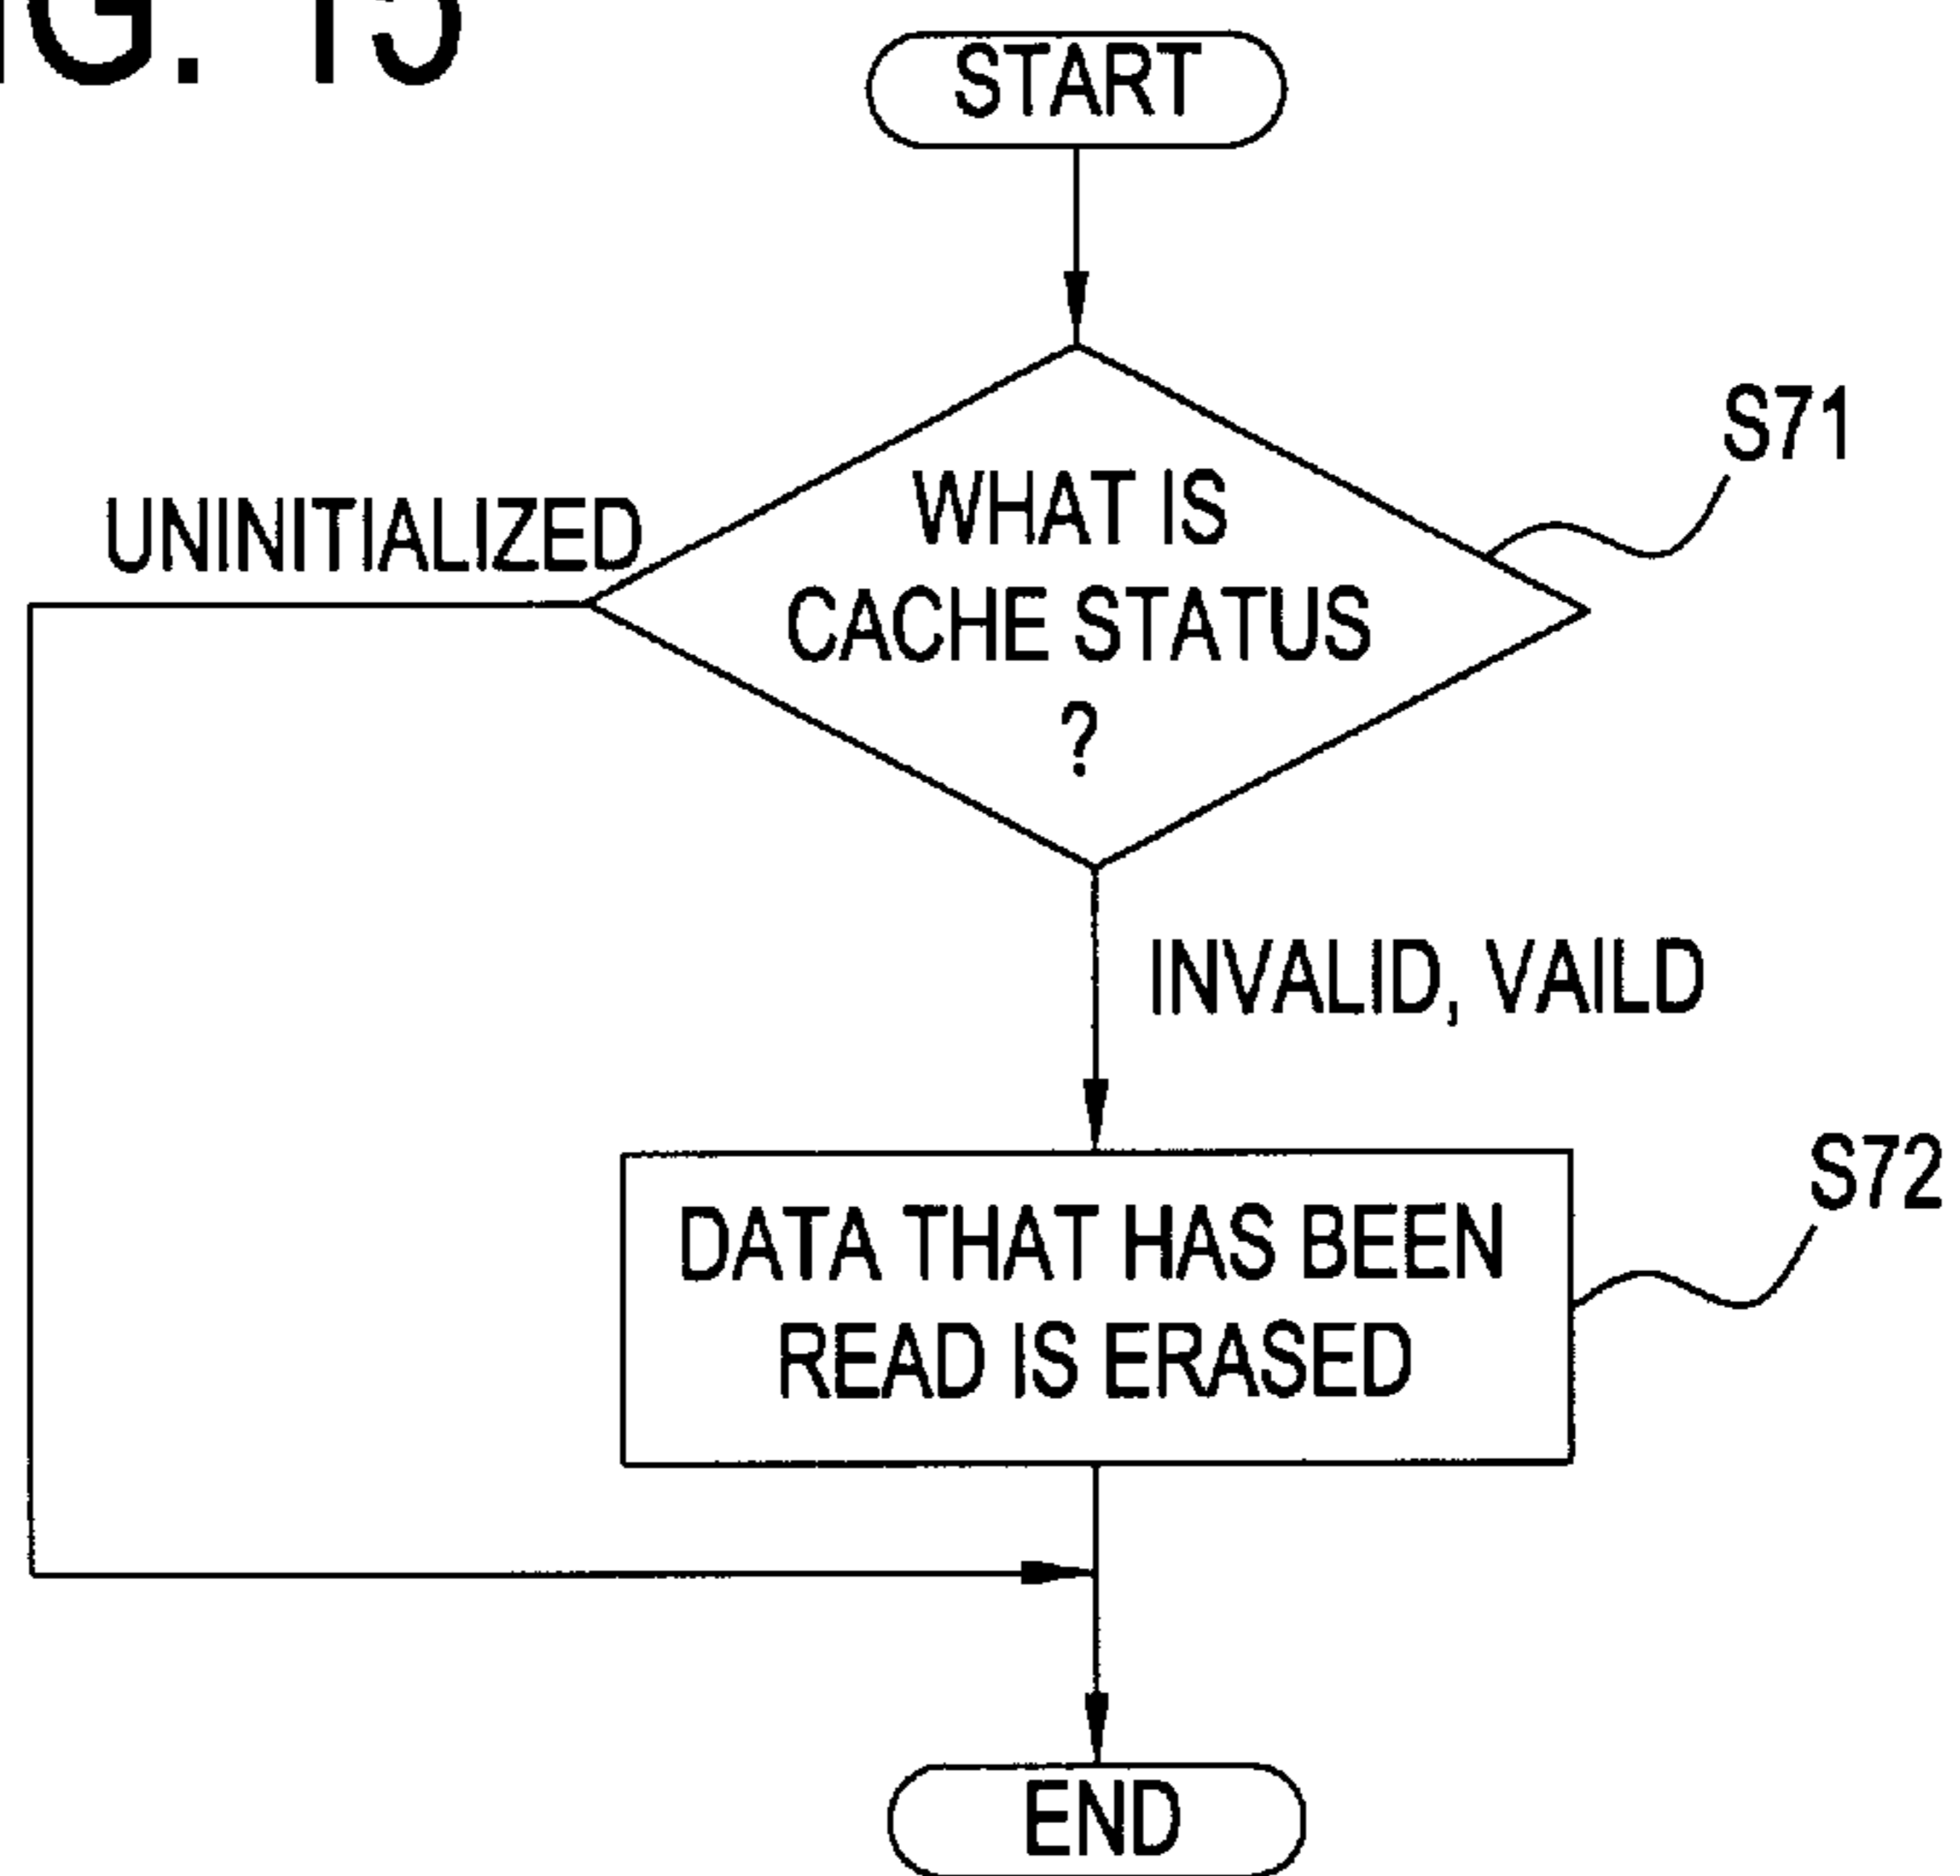 IG. 15
START
S71
UNINITIALIZED
WHAT IS
CACHE STATUS
?
INVALID, VAILD
S72
DATA THAT HAS BEEN
READ IS ERASED
END